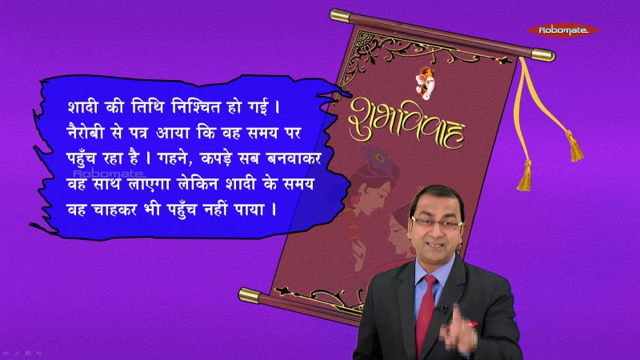 Robomate
शुभविवाह
शादी की तिथि निश्चित हो गई ।
नैरोबी से पत्र आया कि वह समय पर
पहुँच रहा है । गहने, कपड़े सब बनवाकर
Robomate
वह साथ लाएगा लेकिन शादी के समय
वह चाहकर भी पहुँच नहीं पाया ।